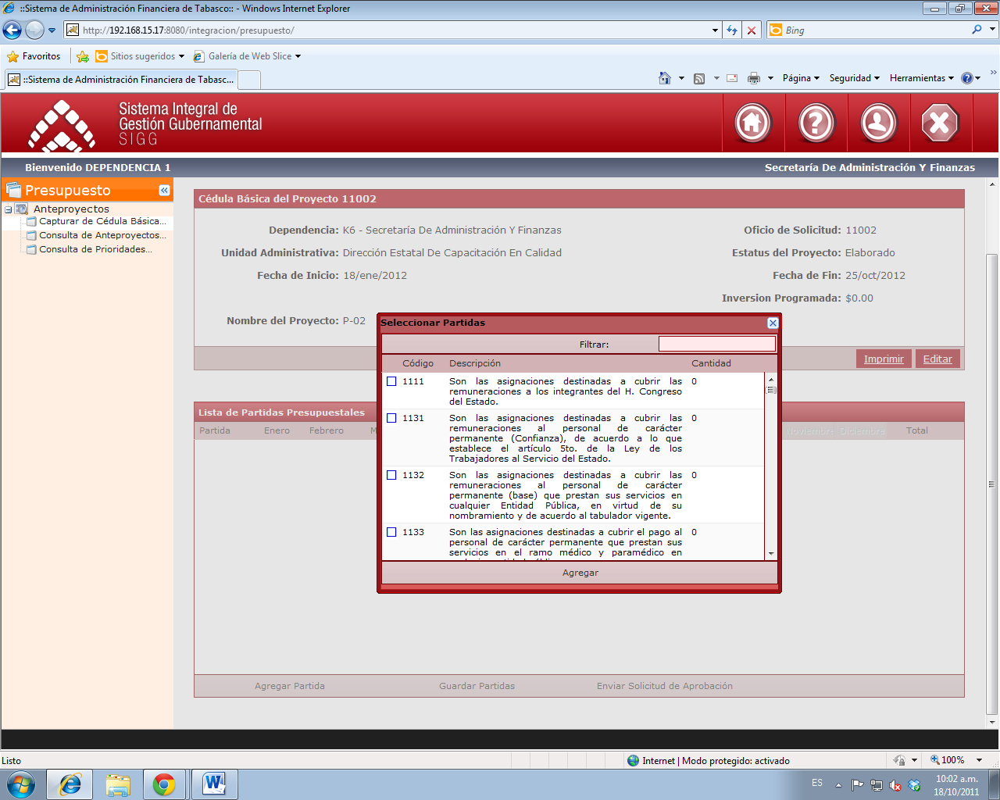 ::Sistema de Administración Financiera de Tabasco:: - Windows Internet Explorer
http://192.168.15.17:8080/integracion/presupuesto/
Bing
Favoritos
Sitios sugeridos
Galería de Web Slice
::Sistema de Administración Financiera de Tabasc...
Página
Seguridad
Herramientas
Sistema Integral de
Gestión Gubernamental
SIGG
Bienvenido DEPENDENCIA 1
Secretaría De Administración Y Finanzas
Presupuesto
Anteproyectos
Capturar de Cédula Básica...
Consulta de Anteproyectos...
Consulta de Prioridades...
Cédula Básica del Proyecto 11002
Dependencia: K6 - Secretaría De Administración Y Finanzas
Oficio de Solicitud: 11002
Unidad Administrativa: Dirección Estatal De Capacitación En Calidad
Estatus del Proyecto: Elaborado
Fecha de Inicio: 18/ene/2012
Fecha de Fin: 25/oct/2012
Inversion Programada: $0.00
Nombre del Proyecto: P-02
Imprimir
Editar
Lista de Partidas Presupuestales
Partida Enero Febrero M
Noviembre Diciembre Total
Seleccionar Partidas
Filtrar:
Código Descripción Cantidad
1111 Son las asignaciones destinadas a cubrir las 0
remuneraciones a los integrantes del H. Congreso
del Estado.
1131 Son las asignaciones destinadas a cubrir las 0
remuneraciones al personal de carácter
permanente (Confianza), de acuerdo a lo que
establece el artículo 5to. de la Ley de los
Trabajadores al Servicio del Estado.
1132 Son las asignaciones destinadas a cubrir las 0
remuneraciones al personal de carácter
permanente (base) que prestan sus servicios en
cualquier Entidad Pública, en virtud de su
nombramiento y de acuerdo al tabulador vigente.
1133 Son las asignaciones destinadas a cubrir el pago al 0
personal de carácter permanente que prestan sus
servicios en el ramo médico y paramédico en
Agregar
Agregar Partida
Guardar Partidas
Enviar Solicitud de Aprobación
Listo
Internet | Modo protegido: activado
100%
ES
10:02 a.m.
18/10/2011